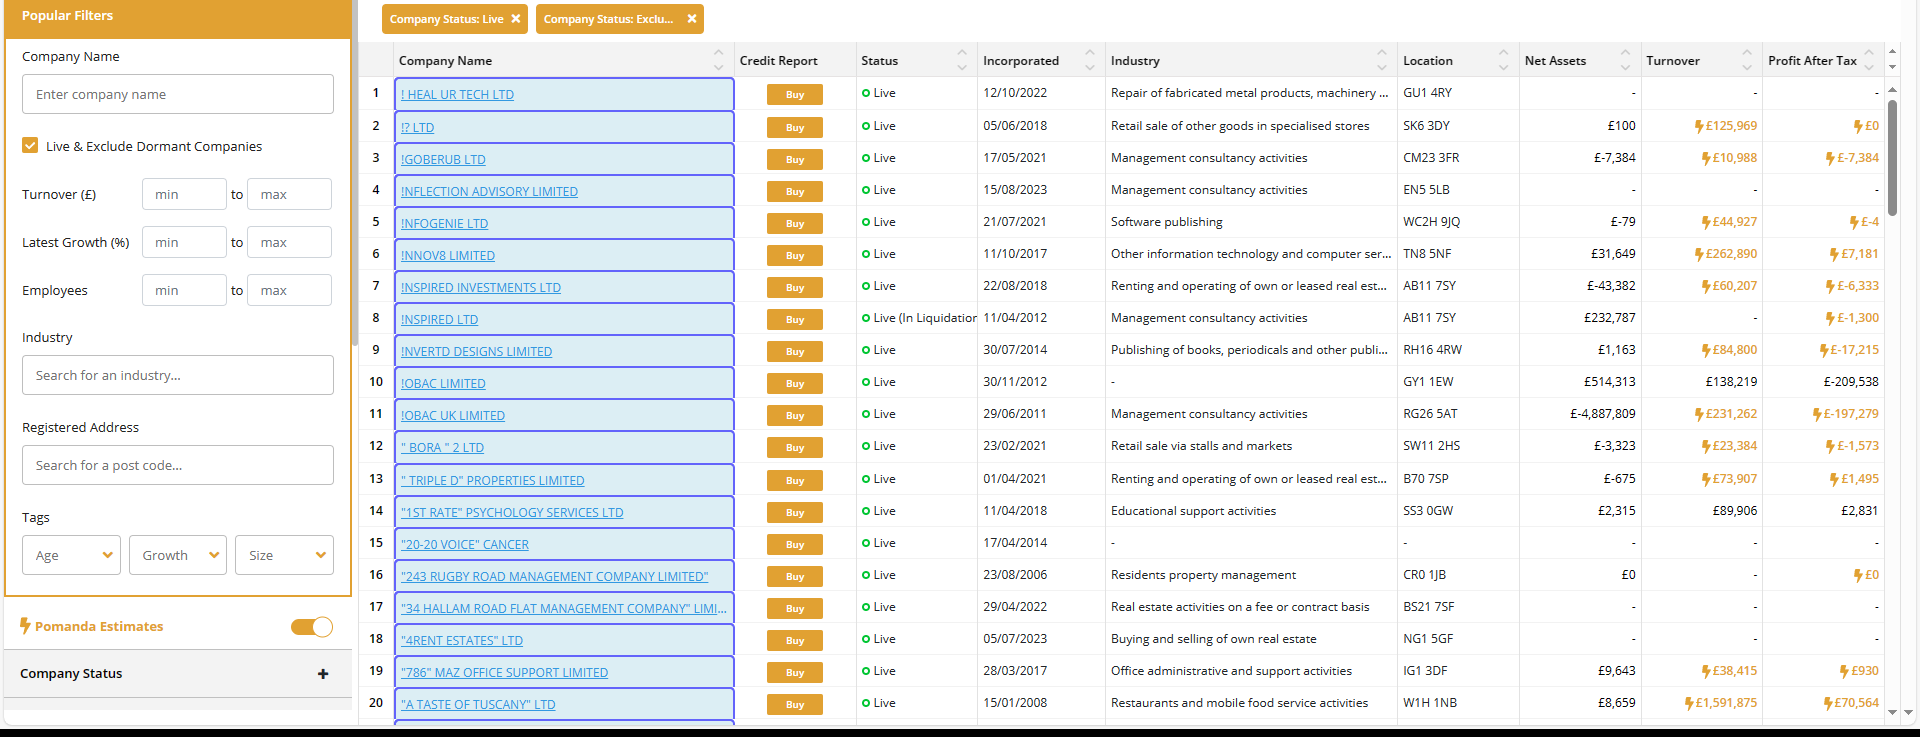 Popular Filters
Company Name
Enter company name
Live & Exclude Dormant Companies
Turnover (£) min to max
Latest Growth (%) min to max
Employees min to max
Industry
Search for an industry...
Registered Address
Search for a post code...
Tags
Age Growth Size
Pomanda Estimates
Company Status +
Company Status: Live × Company Status: Exclu... ×
Company Name Credit Report Status Incorporated Industry Location Net Assets Turnover Profit After Tax
1 ! HEAL UR TECH LTD Buy Live 12/10/2022 Repair of fabricated metal products, machinery ... GU1 4RY - - -
2 !? LTD Buy Live 05/06/2018 Retail sale of other goods in specialised stores SK6 3DY £100 £125,969 £0
3 !GOBERUB LTD Buy Live 17/05/2021 Management consultancy activities CM23 3FR £-7,384 £10,988 £-7,384
4 !NFLECTION ADVISORY LIMITED Buy Live 15/08/2023 Management consultancy activities EN5 5LB - - -
5 !NFOGENIE LTD Buy Live 21/07/2021 Software publishing WC2H 9JQ £-79 £44,927 £-4
6 !NNOV8 LIMITED Buy Live 11/10/2017 Other information technology and computer ser... TN8 5NF £31,649 £262,890 £7,181
7 !NSPIRED INVESTMENTS LTD Buy Live 22/08/2018 Renting and operating of own or leased real est... AB11 7SY £-43,382 £60,207 £-6,333
8 !NSPIRED LTD Buy Live (In Liquidation 11/04/2012 Management consultancy activities AB11 7SY £232,787 - £-1,300
9 !NVERTD DESIGNS LIMITED Buy Live 30/07/2014 Publishing of books, periodicals and other publi... RH16 4RW £1,163 £84,800 £-17,215
10 !OBAC LIMITED Buy Live 30/11/2012 - GY1 1EW £514,313 £138,219 £-209,538
11 !OBAC UK LIMITED Buy Live 29/06/2011 Management consultancy activities RG26 5AT £-4,887,809 £231,262 £-197,279
12 " BORA " 2 LTD Buy Live 23/02/2021 Retail sale via stalls and markets SW11 2HS £-3,323 £23,384 £-1,573
13 " TRIPLE D" PROPERTIES LIMITED Buy Live 01/04/2021 Renting and operating of own or leased real est... B70 7SP £-675 £73,907 £1,495
14 "1ST RATE" PSYCHOLOGY SERVICES LTD Buy Live 11/04/2018 Educational support activities SS3 0GW £2,315 £89,906 £2,831
15 "20-20 VOICE" CANCER Buy Live 17/04/2014 - - - - -
16 "243 RUGBY ROAD MANAGEMENT COMPANY LIMITED" Buy Live 23/08/2006 Residents property management CR0 1JB £0 - £0
17 "34 HALLAM ROAD FLAT MANAGEMENT COMPANY" LIMI... Buy Live 29/04/2022 Real estate activities on a fee or contract basis BS21 7SF - - -
18 "4RENT ESTATES" LTD Buy Live 05/07/2023 Buying and selling of own real estate NG1 5GF - - -
19 "786" MAZ OFFICE SUPPORT LIMITED Buy Live 28/03/2017 Office administrative and support activities IG1 3DF £9,643 £38,415 £930
20 "A TASTE OF TUSCANY" LTD Buy Live 15/01/2008 Restaurants and mobile food service activities W1H 1NB £8,659 £1,591,875 £70,564